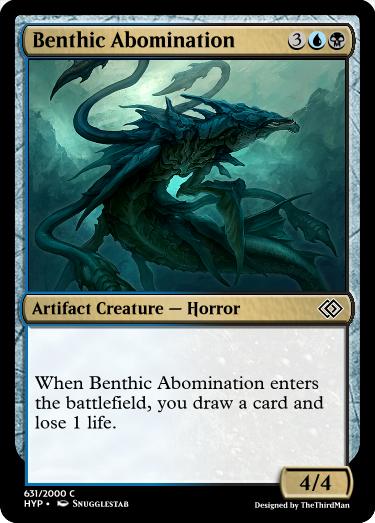 Benthic Abomination 3
Artifact Creature — Horror
When Benthic Abomination enters
the battlefield, you draw a card and
lose 1 life.
4/4
631/2000 C
HYP • Snugglestab
Designed by TheThirdMan